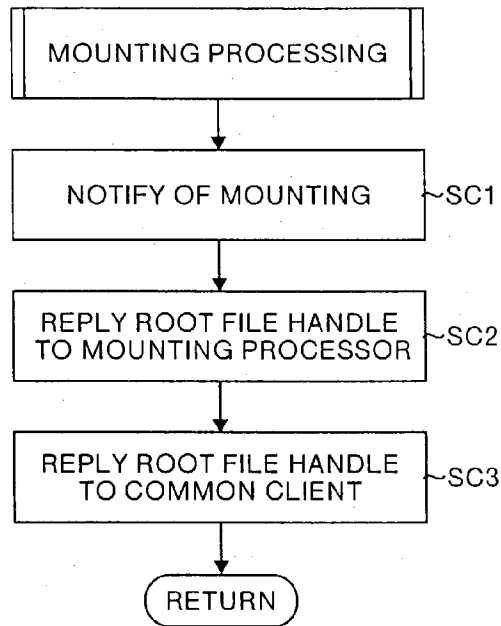 MOUNTING PROCESSING
NOTIFY OF MOUNTING
SC1
REPLY ROOT FILE HANDLE
TO MOUNTING PROCESSOR
SC2
REPLY ROOT FILE HANDLE
TO COMMON CLIENT
SC3
RETURN